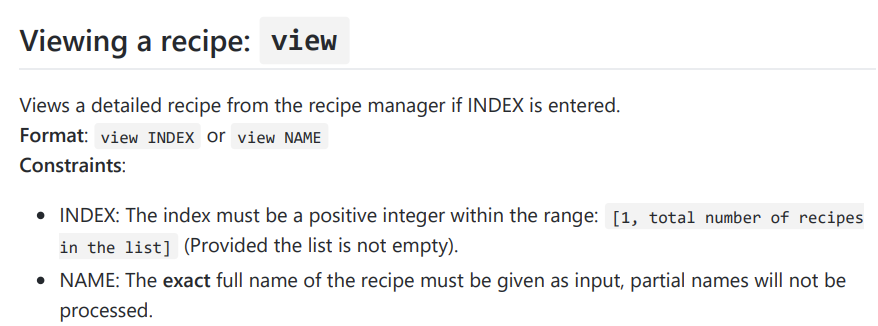 Viewing a recipe: view
Views a detailed recipe from the recipe manager if INDEX is entered.
Format: view INDEX or view NAME
Constraints:
• INDEX: The index must be a positive integer within the range: [1, total number of recipes
in the list] (Provided the list is not empty).
• NAME: The exact full name of the recipe must be given as input, partial names will not be
processed.